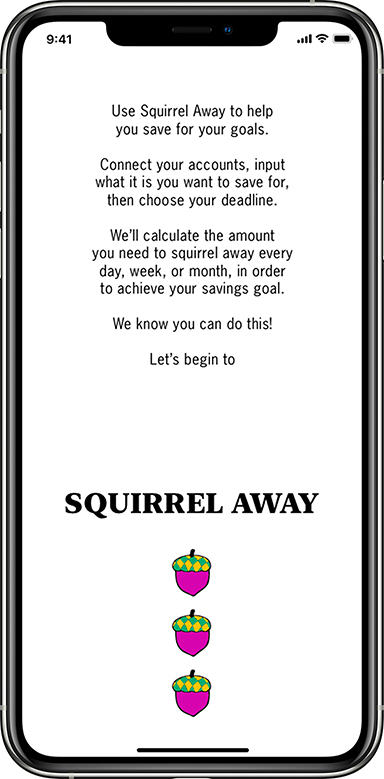 9:41
Use Squirrel Away to help
you save for your goals.
Connect your accounts, input
what it is you want to save for,
then choose your deadline.
We’ll calculate the amount
you need to squirrel away every
day, week, or month, in order
to achieve your savings goal.
We know you can do this!
Let’s begin to
SQUIRREL AWAY